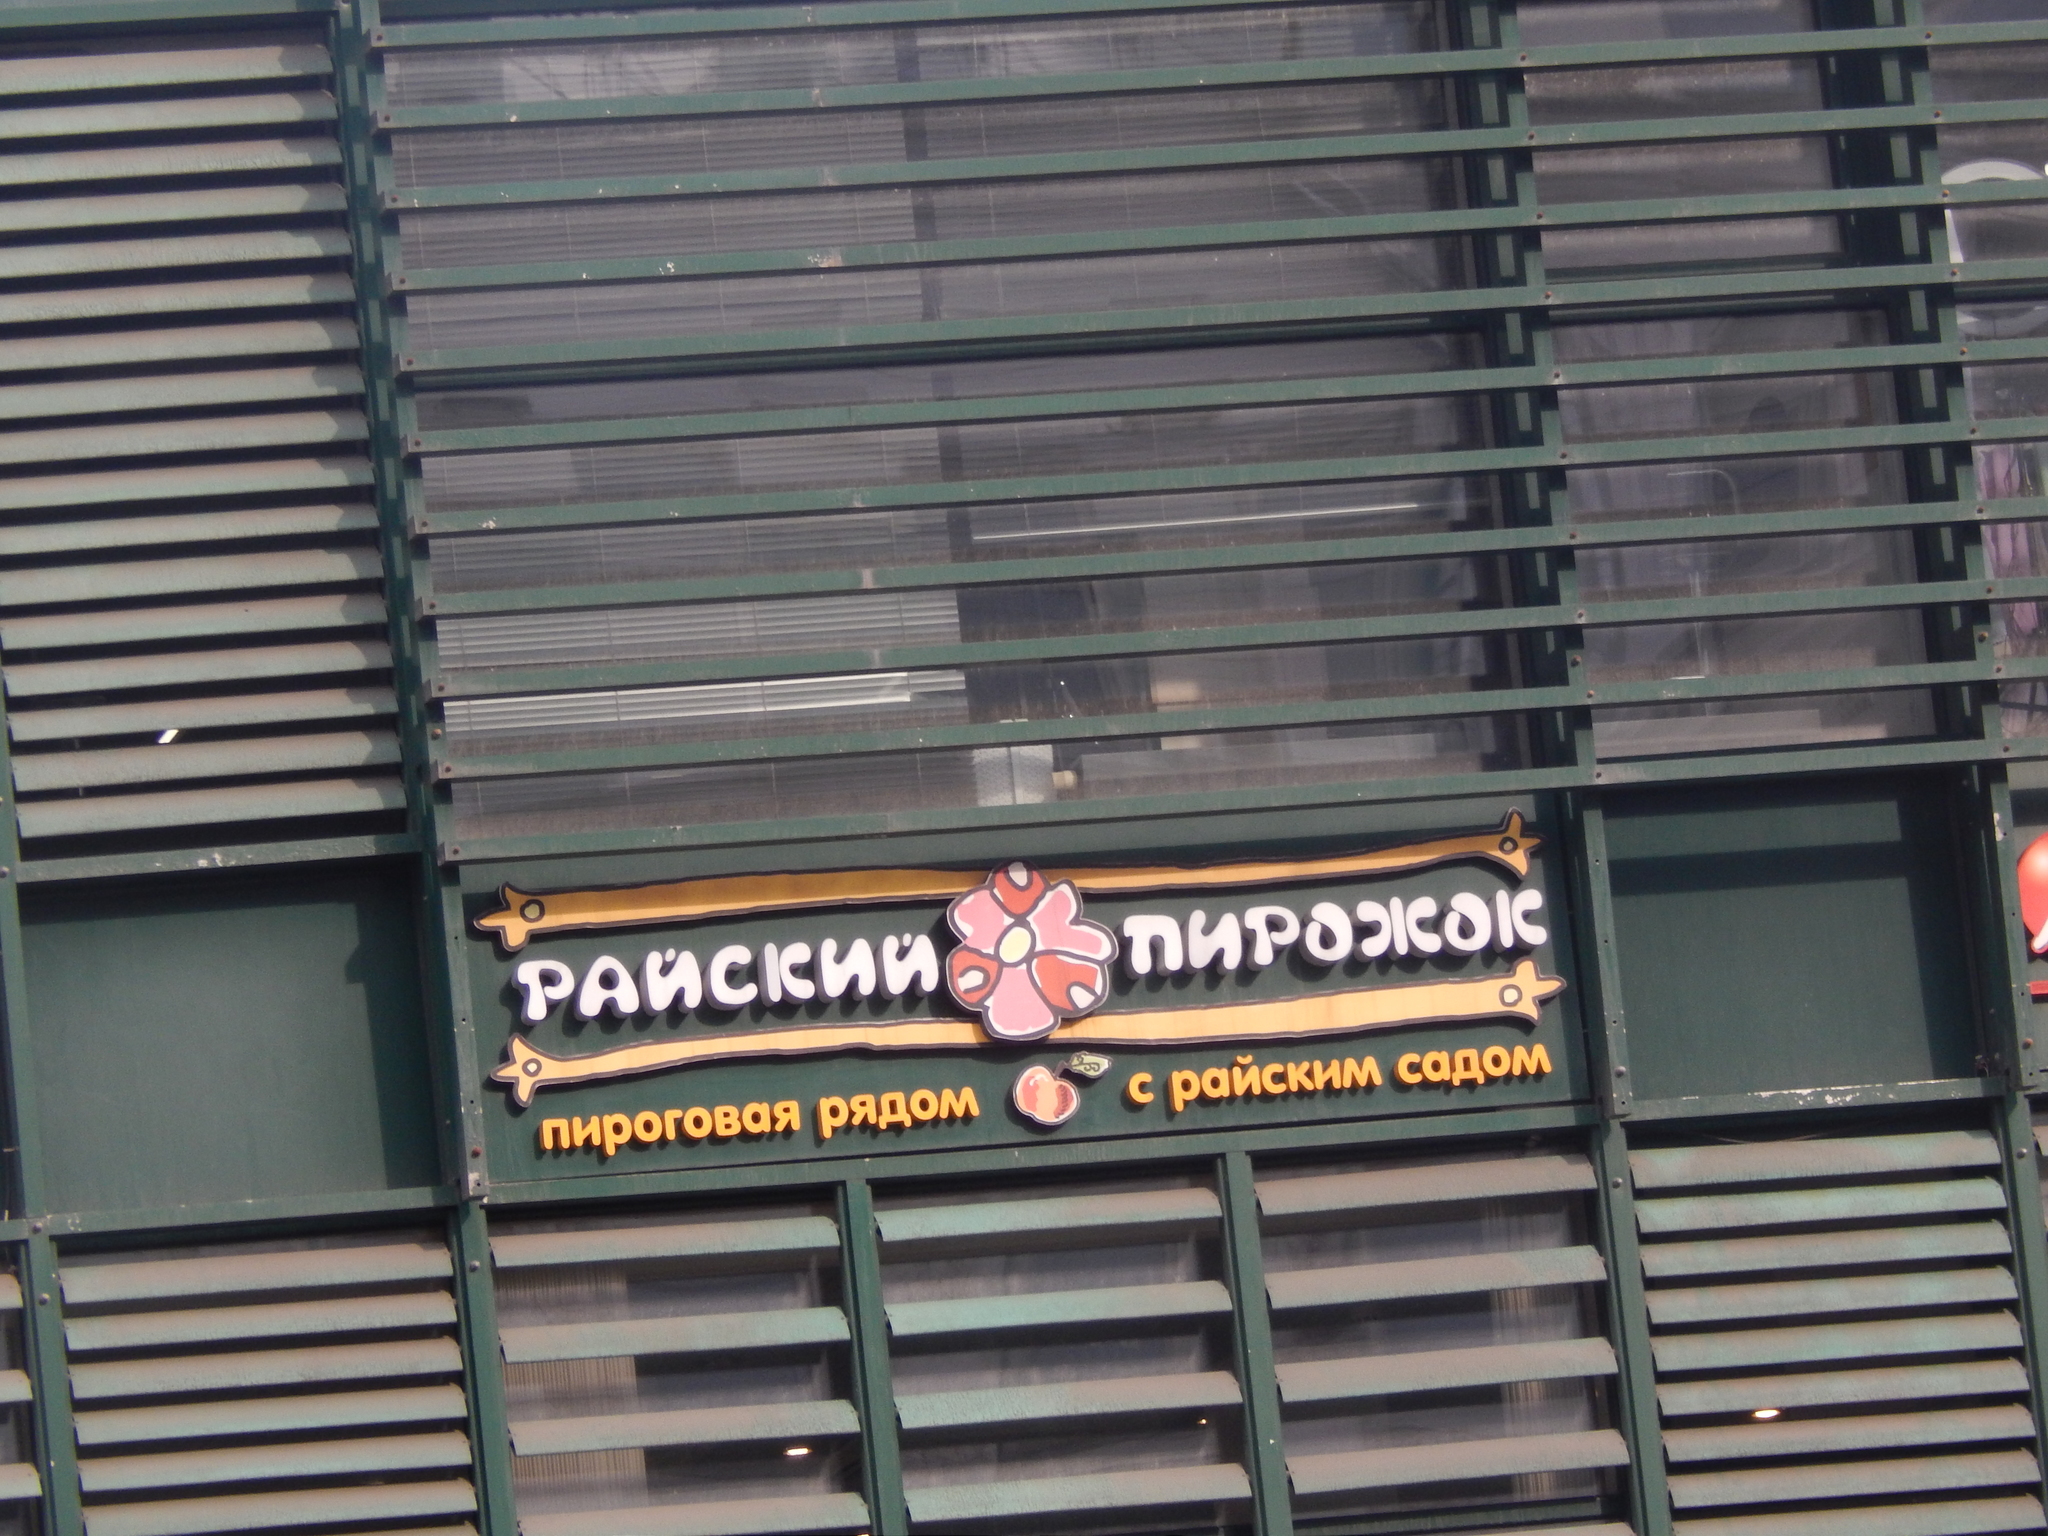 РАЙСКИЙ ПИРОЖОК
пироговая рядом с райским садом